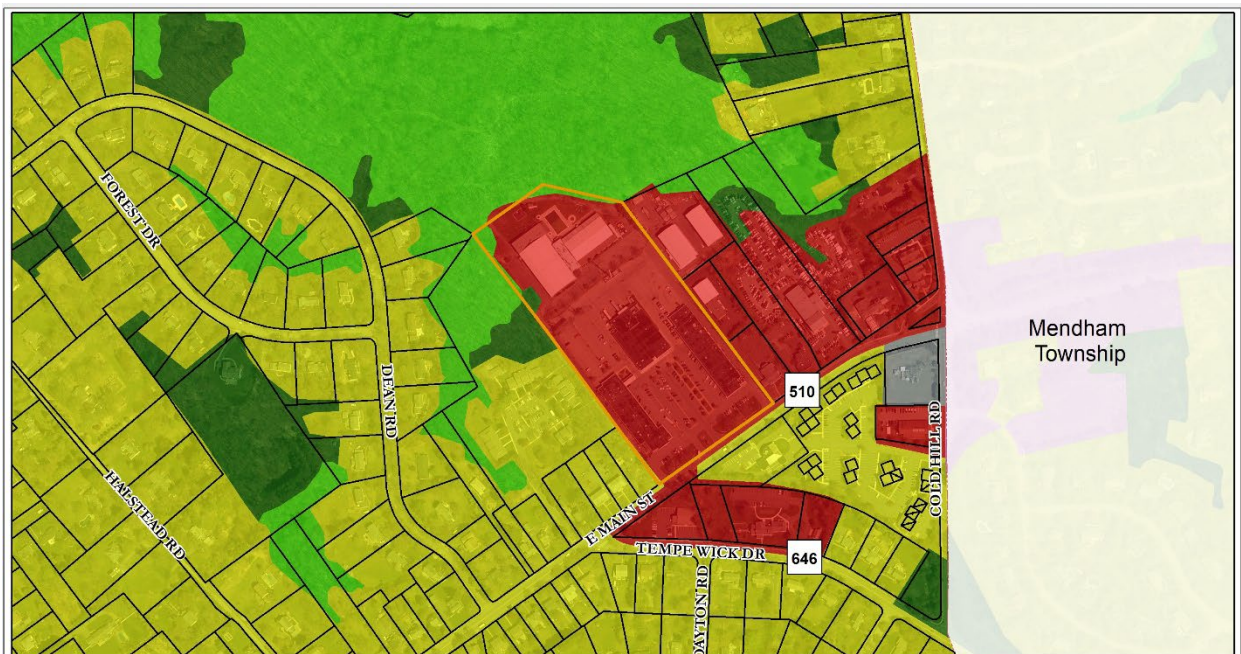 FOREST DR
Mendham
Township
510
DEAN RD
COLD HILL RD
HALSTEAD RD
E MAIN ST
TEMPE WICK DR
646
DAYTON RD